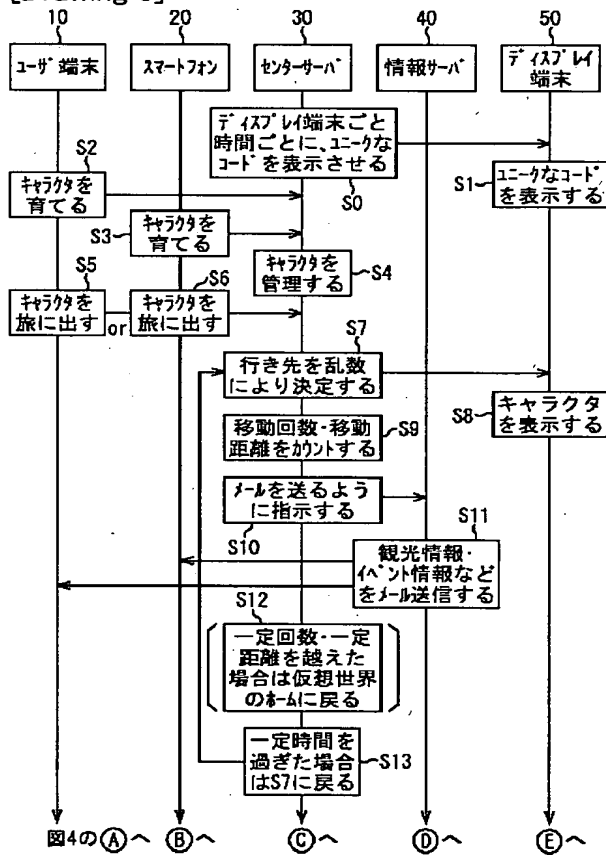 10 20 30 40 50
ユーザ端末 スマートフォン センターサーバ 情報サーバ ディスプレイ
端末
ディスプレイ端末ごと
時間ごとに、ユニークな
コードを表示させる
S0
S1
ユニークなコード
を表示する
S2
キャラクタを
育てる
S3
キャラクタを
育てる
キャラクタを
管理する
S4
S5
キャラクタを
旅に出す
or
S6
キャラクタを
旅に出す
S7
行き先を乱数
により決定する
S8
キャラクタ
を表示する
移動回数・移動
距離をカウントする
S9
メールを送るよう
に指示する
S10
S11
観光情報・
イベント情報など
をメール送信する
S12
一定回数・一定
距離を越えた
場合は仮想世界
のホームに戻る
一定時間を
過ぎた場合
はS7に戻る
S13
図4のⒶへ Ⓑへ Ⓒへ Ⓓへ Ⓔへ